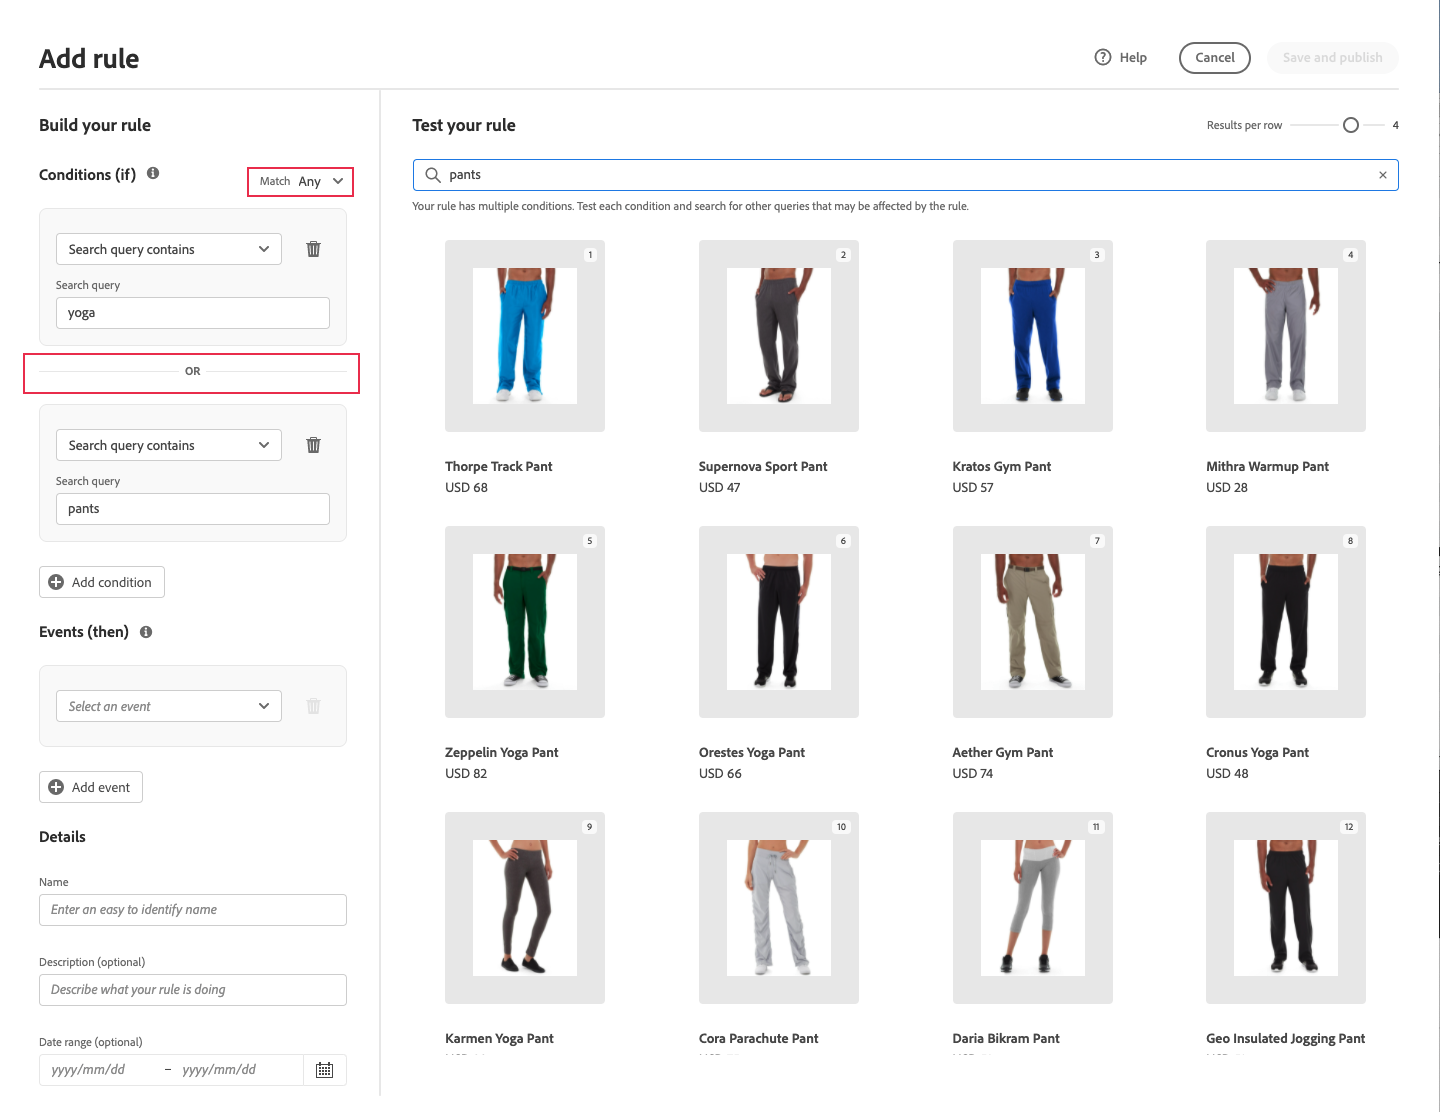 Add rule
Help
Cancel
Save and publish
Build your rule
Conditions (if)
Match Any
Search query contains
Search query
yoga
OR
Search query contains
Search query
pants
Add condition
Events (then)
Select an event
Add event
Details
Name
Enter an easy to identify name
Description (optional)
Describe what your rule is doing
Date range (optional)
yyyy/mm/dd – yyyy/mm/dd
Test your rule
Results per row 4
pants
Your rule has multiple conditions. Test each condition and search for other queries that may be affected by the rule.
1
Thorpe Track Pant
USD 68
2
Supernova Sport Pant
USD 47
3
Kratos Gym Pant
USD 57
4
Mithra Warmup Pant
USD 28
5
Zeppelin Yoga Pant
USD 82
6
Orestes Yoga Pant
USD 66
7
Aether Gym Pant
USD 74
8
Cronus Yoga Pant
USD 48
9
Karmen Yoga Pant
10
Cora Parachute Pant
11
Daria Bikram Pant
12
Geo Insulated Jogging Pant